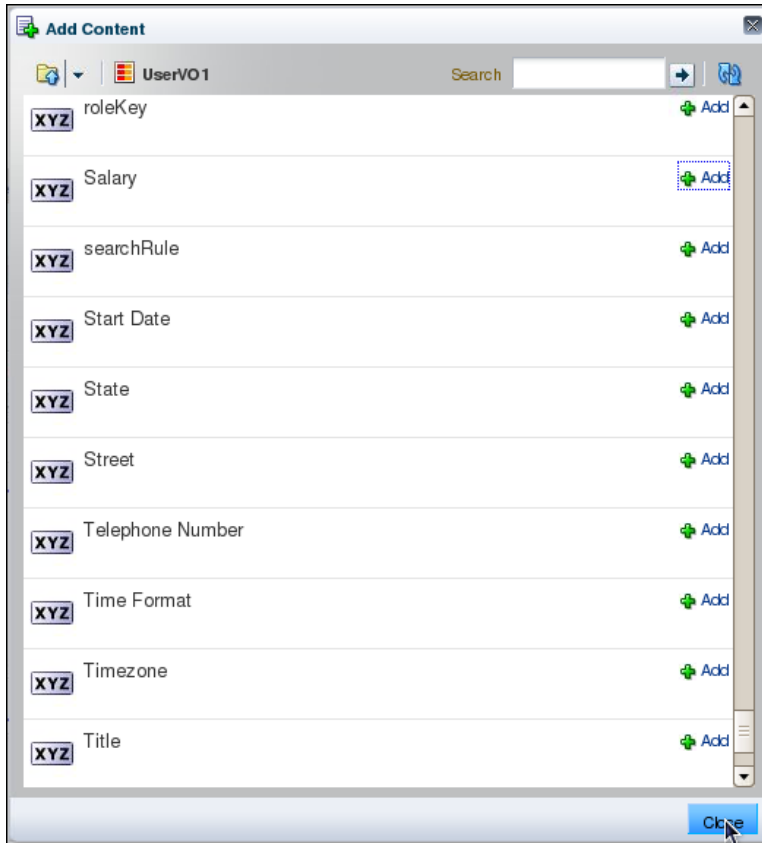 Add Content
UserVO1 Search
XYZ roleKey Add
XYZ Salary Add
XYZ searchRule Add
XYZ Start Date Add
XYZ State Add
XYZ Street Add
XYZ Telephone Number Add
XYZ Time Format Add
XYZ Timezone Add
XYZ Title Add
Close